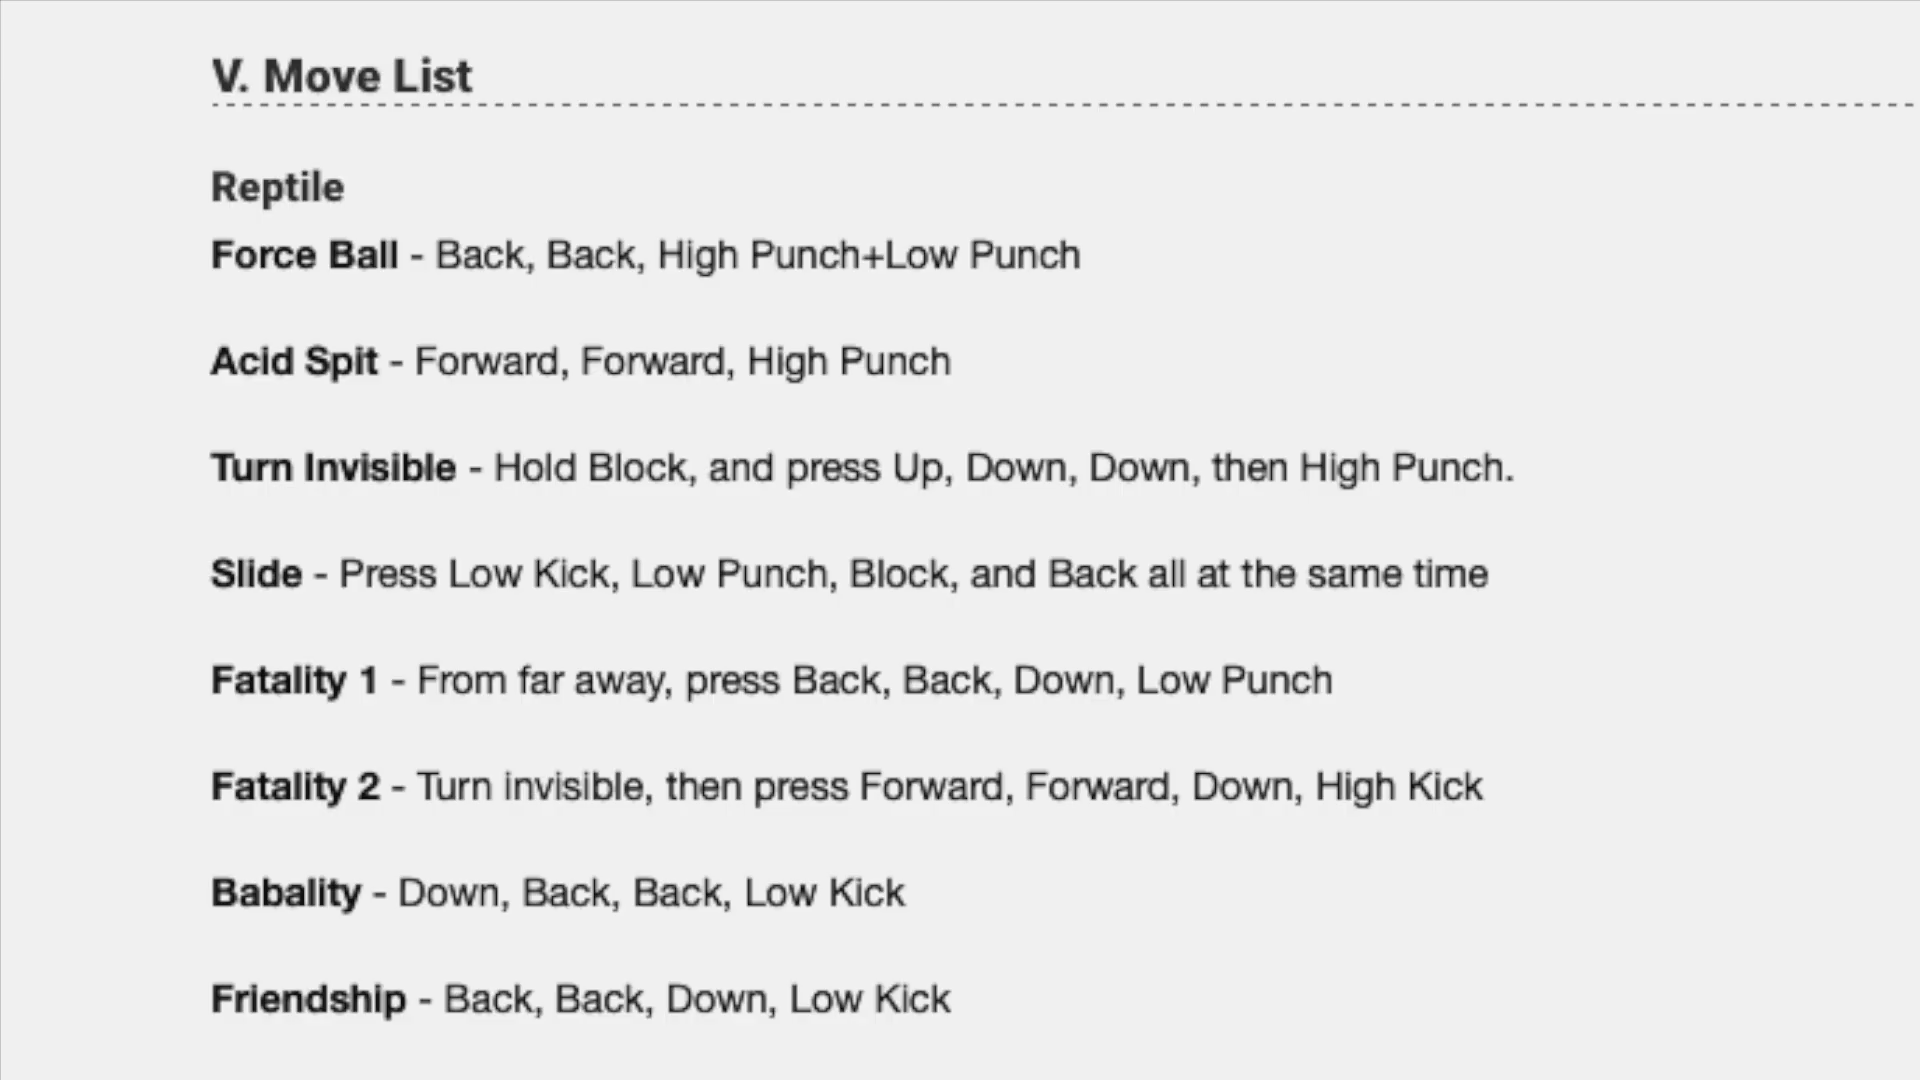 V. Move List
Reptile
Force Ball - Back, Back, High Punch+Low Punch
Acid Spit - Forward, Forward, High Punch
Turn Invisible - Hold Block, and press Up, Down, Down, then High Punch.
Slide - Press Low Kick, Low Punch, Block, and Back all at the same time
Fatality 1 - From far away, press Back, Back, Down, Low Punch
Fatality 2 - Turn invisible, then press Forward, Forward, Down, High Kick
Babality - Down, Back, Back, Low Kick
Friendship - Back, Back, Down, Low Kick